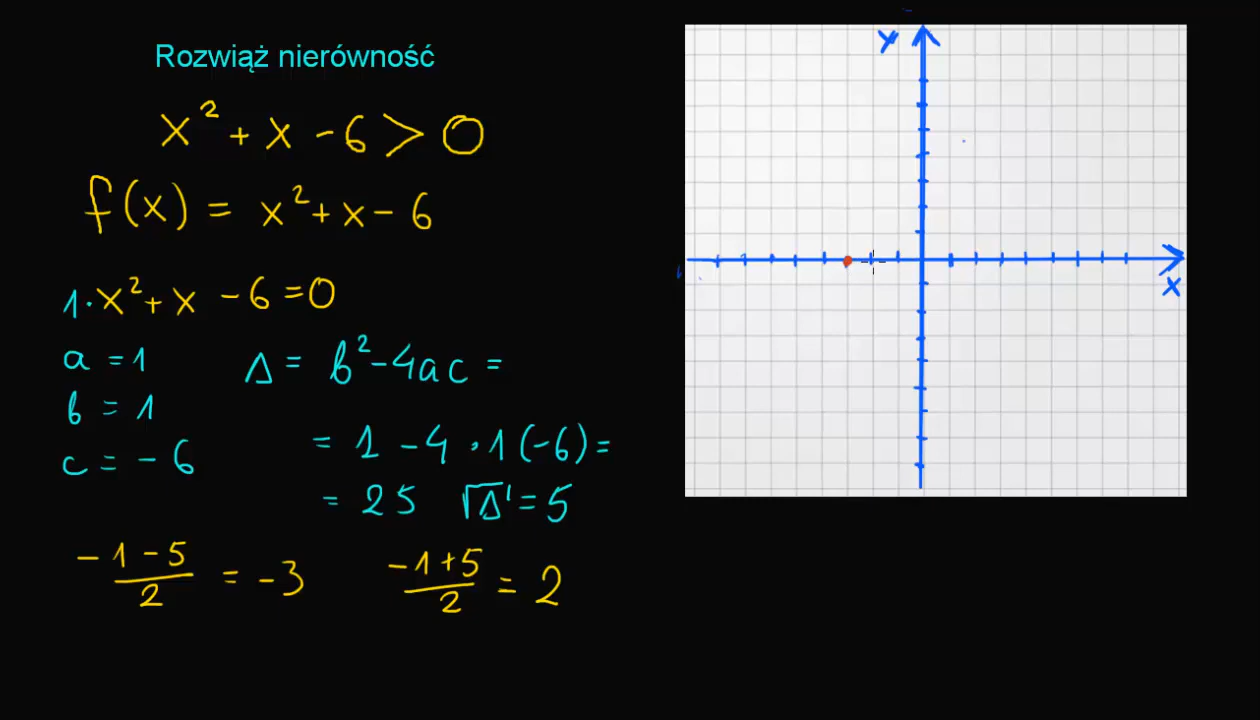 Rozwiąż nierówność
x² + x - 6 > 0
f(x) = x² + x - 6
1·x² + x - 6 = 0
a = 1
b = 1
c = - 6
Δ = b² - 4ac =
= 1 - 4 · 1 (-6) =
= 25 √Δ = 5
(-1 - 5)/2 = -3
(-1 + 5)/2 = 2
y
x